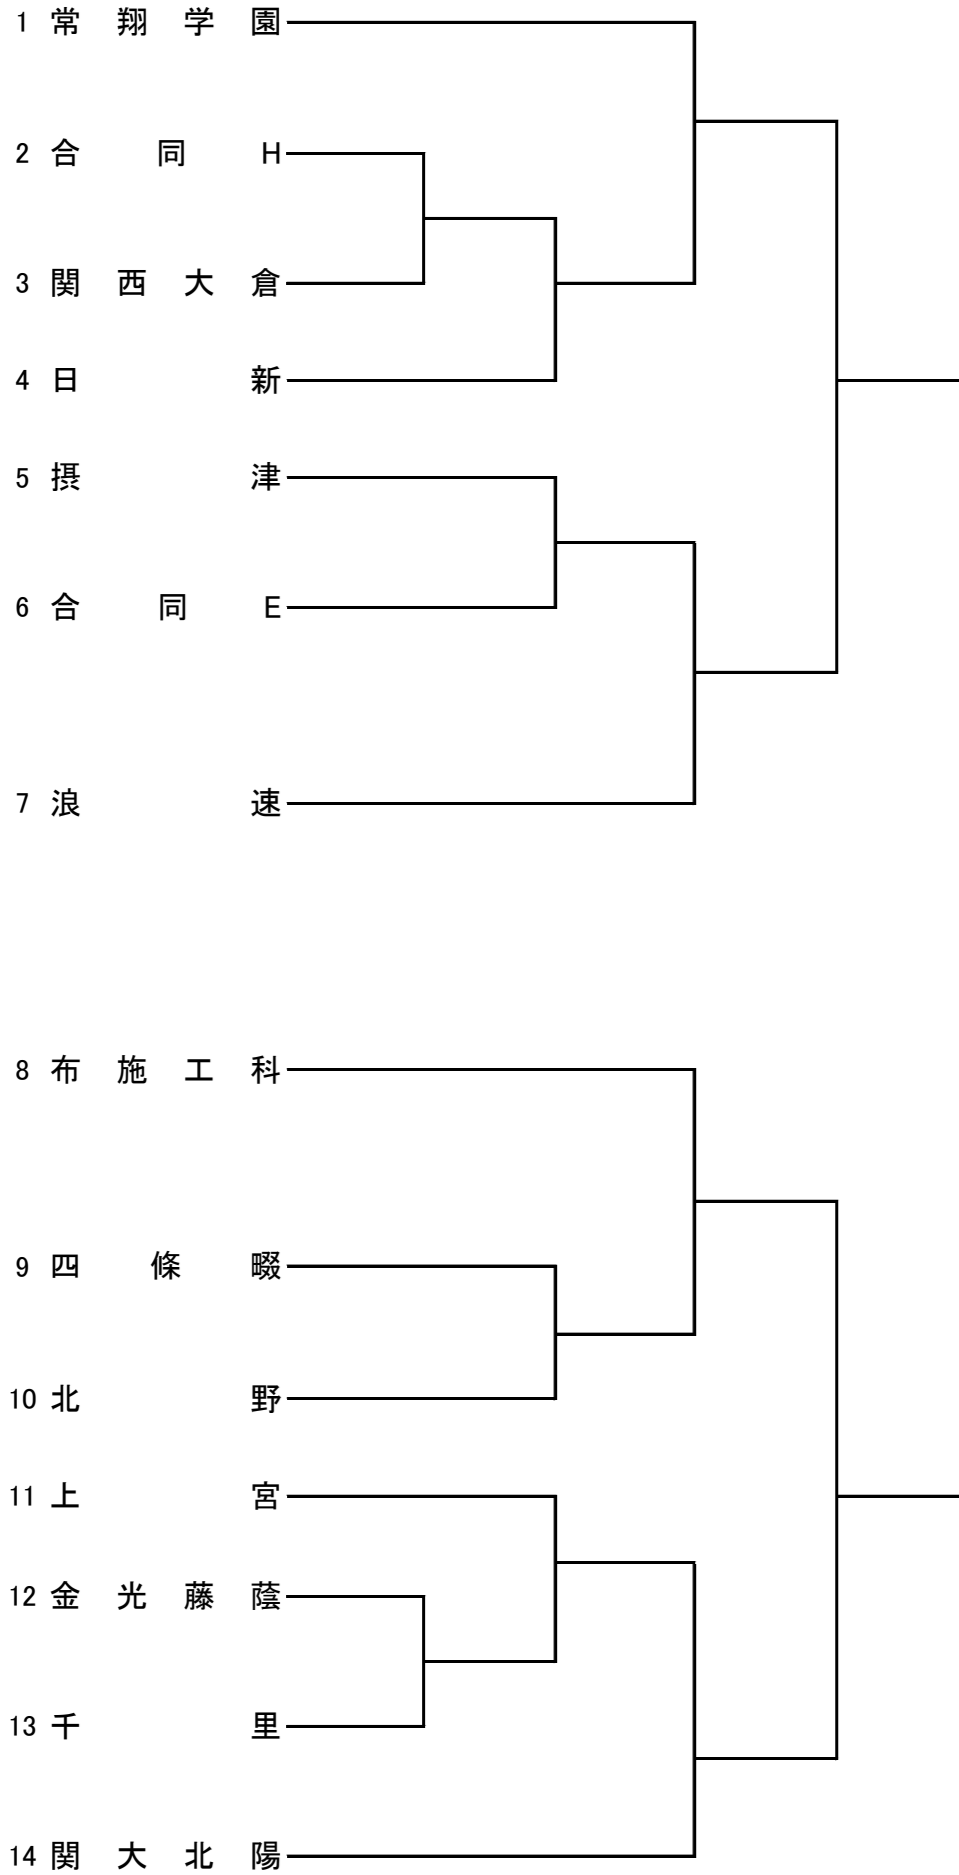 1 常翔学園
2 合同H
3 関西大倉
4 日新
5 摂津
6 合同E
7 浪速
8 布施工科
9 四條畷
10 北野
11 上宮
12 金光藤蔭
13 千里
14 関大北陽